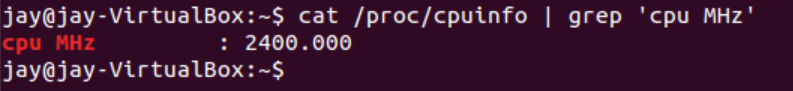 jay@jay-VirtualBox:~$ cat /proc/cpuinfo | grep 'cpu MHz'
cpu MHz		: 2400.000
jay@jay-VirtualBox:~$